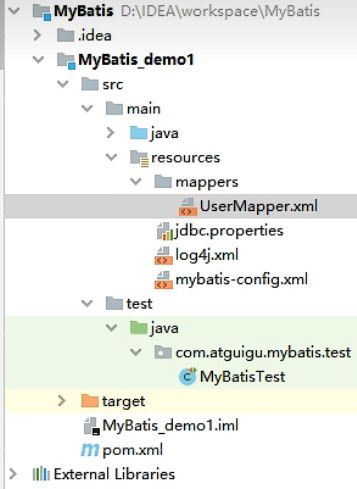 MyBatis D:\IDEA\workspace\MyBatis
.idea
MyBatis_demo1
src
main
java
resources
mappers
UserMapper.xml
jdbc.properties
log4j.xml
mybatis-config.xml
test
java
com.atguigu.mybatis.test
MyBatisTest
target
MyBatis_demo1.iml
pom.xml
External Libraries